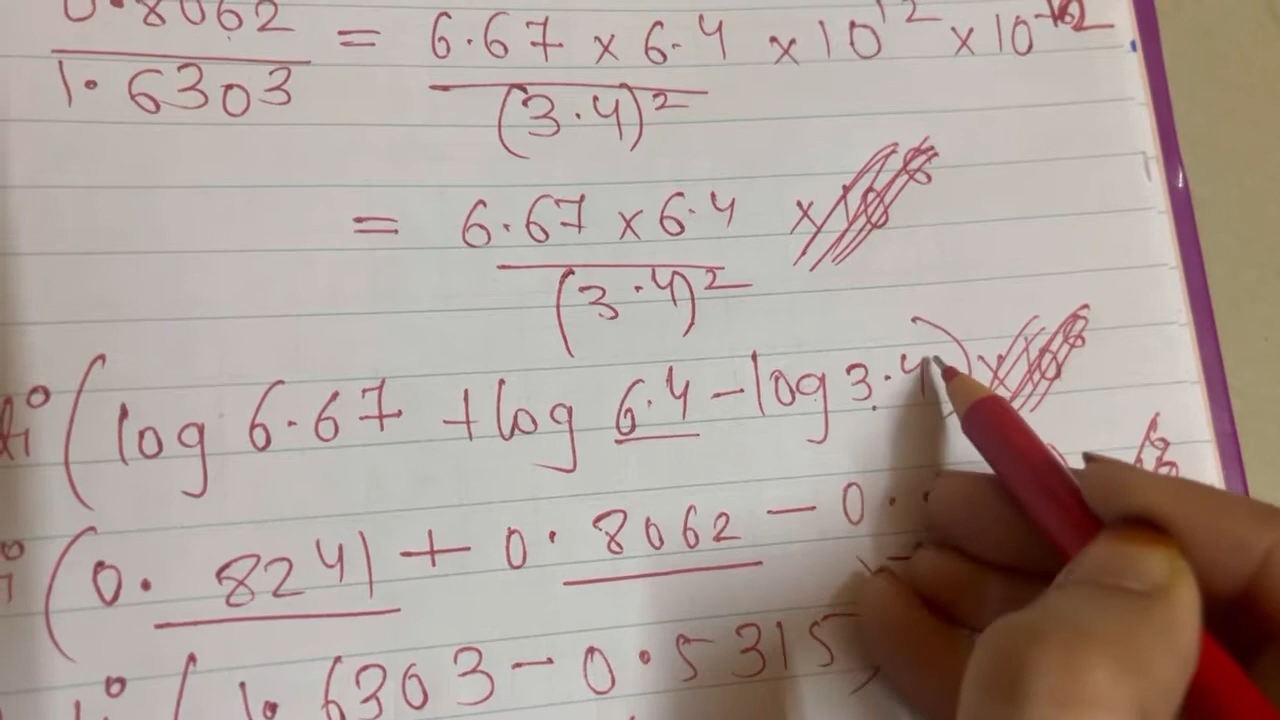 0.8062 / 1.6303 = 6.67 × 6.4 / (3.4)² × 10¹² × 10⁻¹²
= 6.67 × 6.4 / (3.4)²
(log 6.67 + log 6.4 - log 3.4)
(0.8241 + 0.8062 - 0.
(1.6303 - 0.5315)